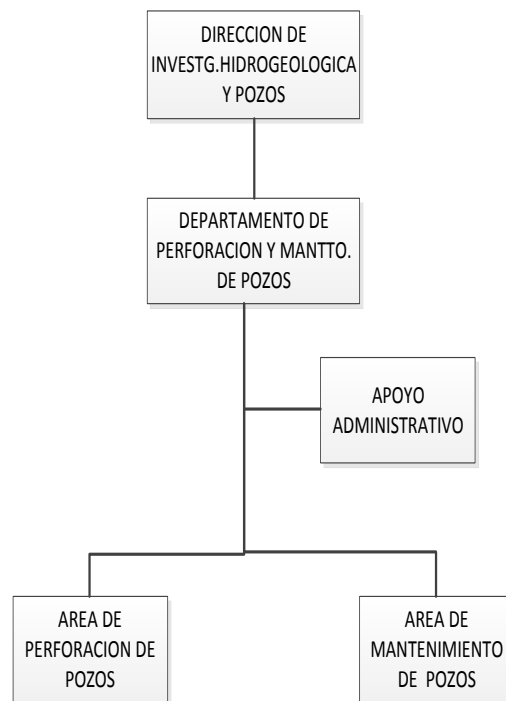 DIRECCION DE
INVESTG.HIDROGEOLOGICA
Y POZOS
DEPARTAMENTO DE
PERFORACION Y MANTTO.
DE POZOS
APOYO
ADMINISTRATIVO
AREA DE
PERFORACION DE
POZOS
AREA DE
MANTENIMIENTO
DE POZOS